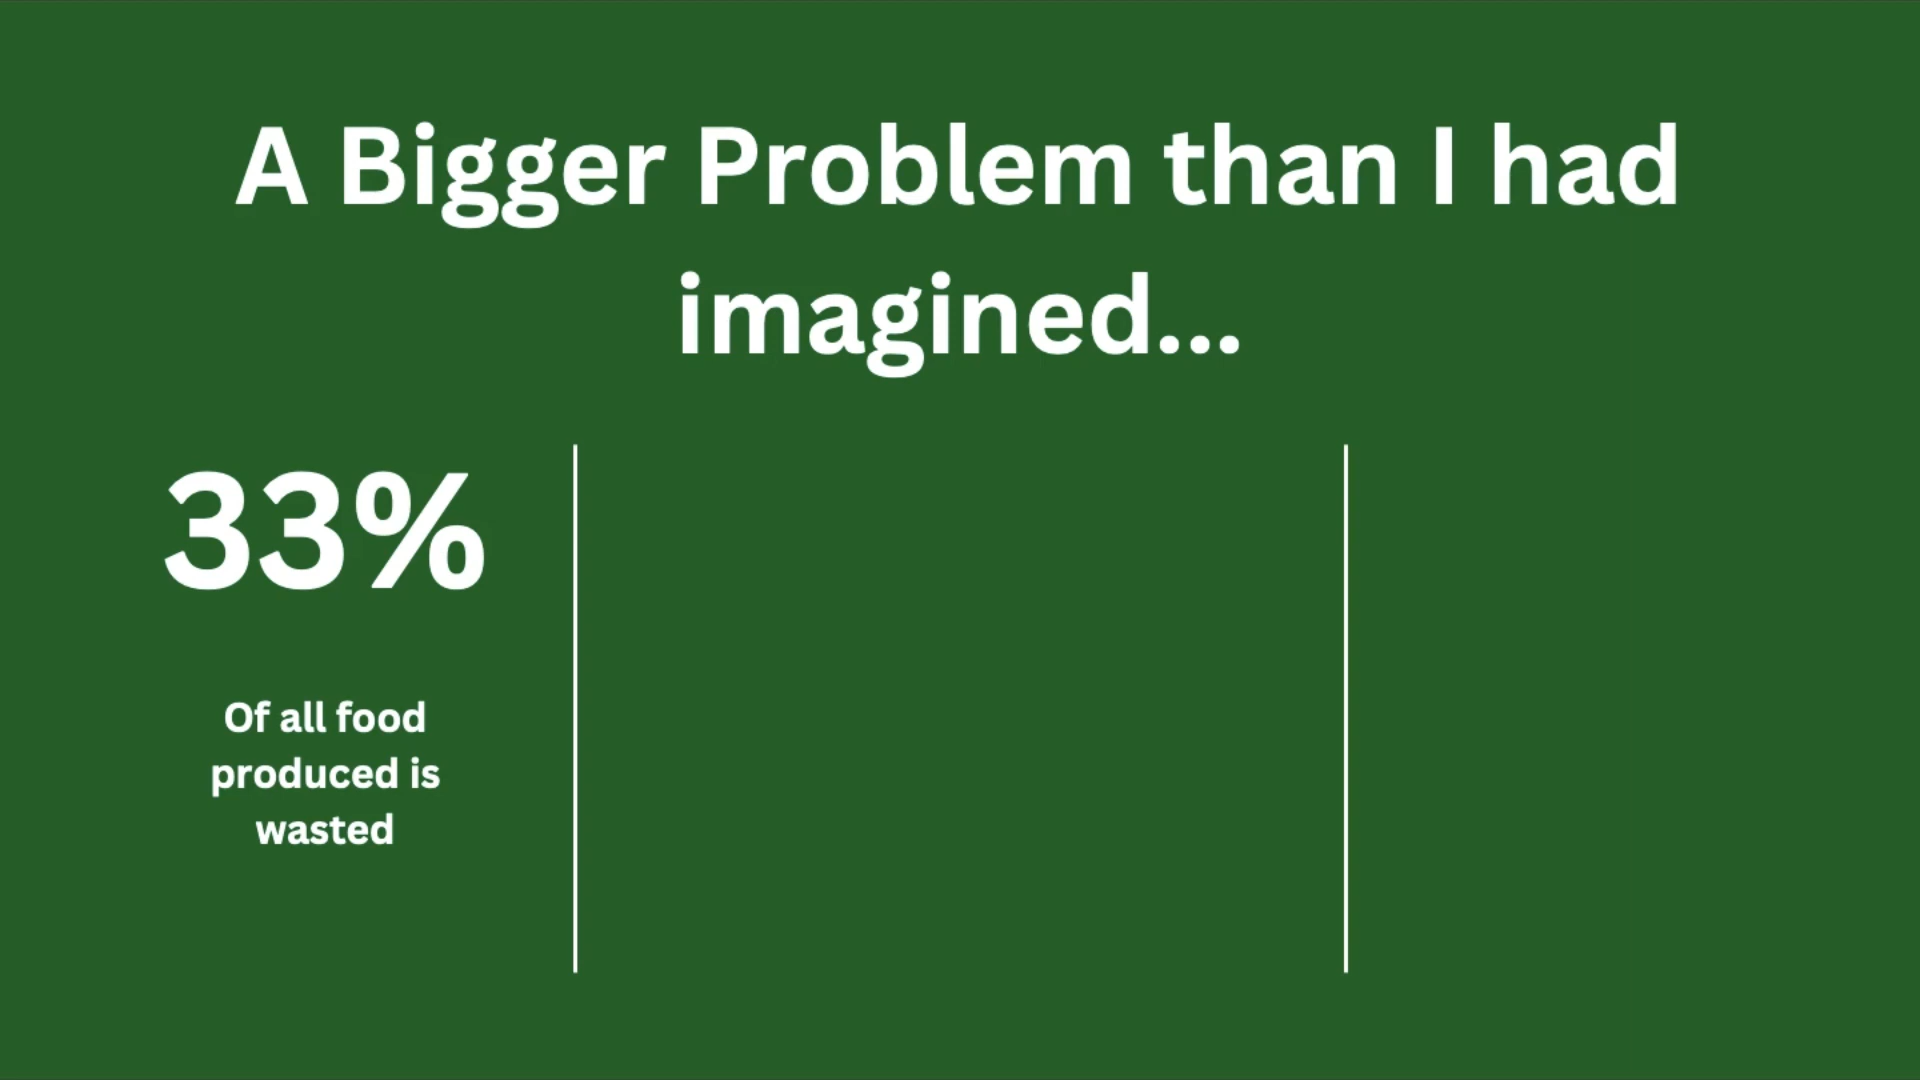 A Bigger Problem than I had
imagined...
33%
Of all food
produced is
wasted